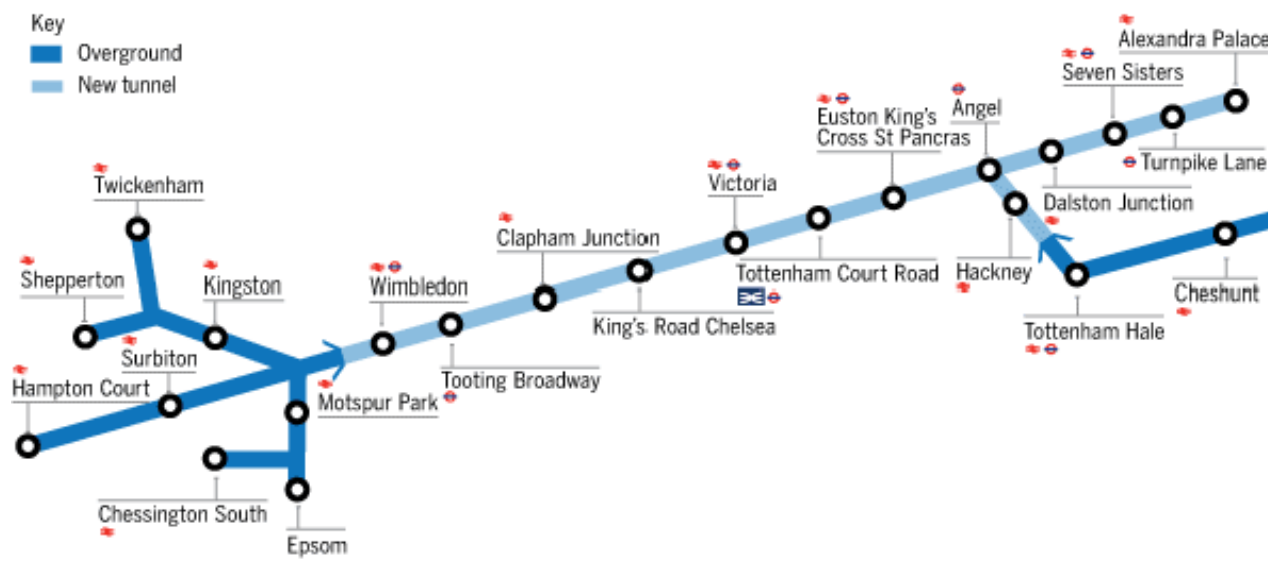 Key
Overground
New tunnel
Alexandra Palace
Seven Sisters
Angel
Euston King's
Cross St Pancras
Turnpike Lane
Twickenham
Victoria
Dalston Junction
Clapham Junction
Shepperton
Kingston
Wimbledon
Tottenham Court Road
Hackney
Cheshunt
King's Road Chelsea
Tottenham Hale
Surbiton
Hampton Court
Tooting Broadway
Motspur Park
Chessington South
Epsom